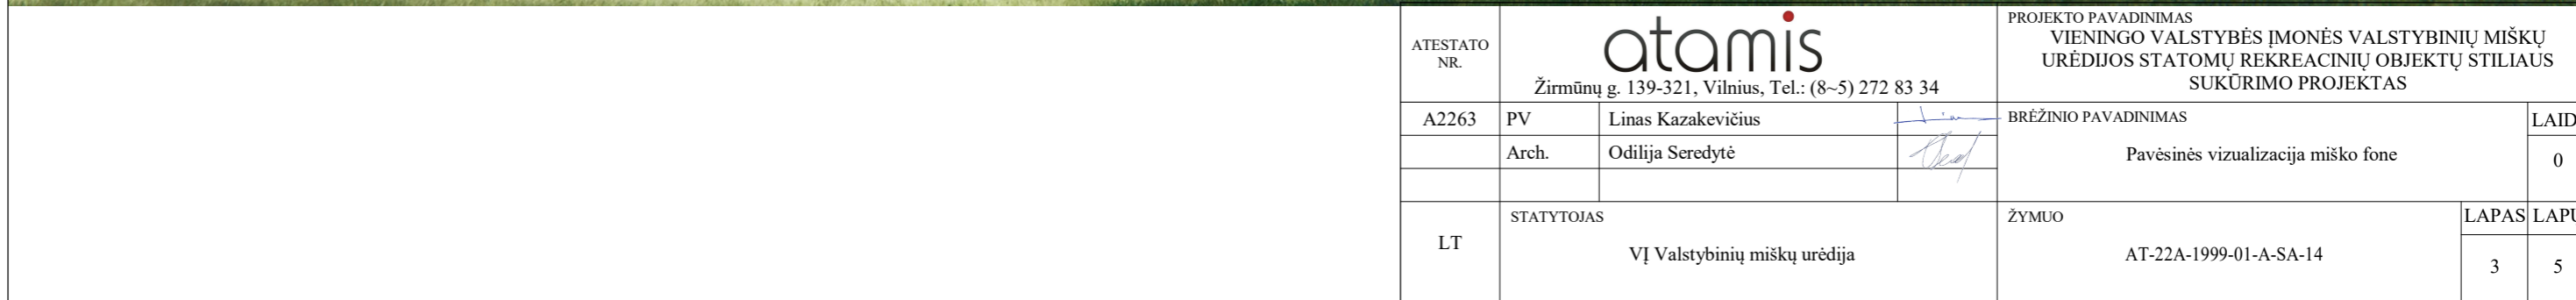 ATESTATO
NR.
atamis
Žirmūnų g. 139-321, Vilnius, Tel.: (8~5) 272 83 34
PROJEKTO PAVADINIMAS
VIENINGO VALSTYBĖS ĮMONĖS VALSTYBINIŲ MIŠKŲ
URĖDIJOS STATOMŲ REKREACINIŲ OBJEKTŲ STILIAUS
SUKŪRIMO PROJEKTAS
A2263 PV Linas Kazakevičius
Arch. Odilija Seredytė
BRĖŽINIO PAVADINIMAS
Pavėsinės vizualizacija miško fone
LAID
0
LT
STATYTOJAS
VĮ Valstybinių miškų urėdija
ŽYMUO
AT-22A-1999-01-A-SA-14
LAPAS LAPU
3 5